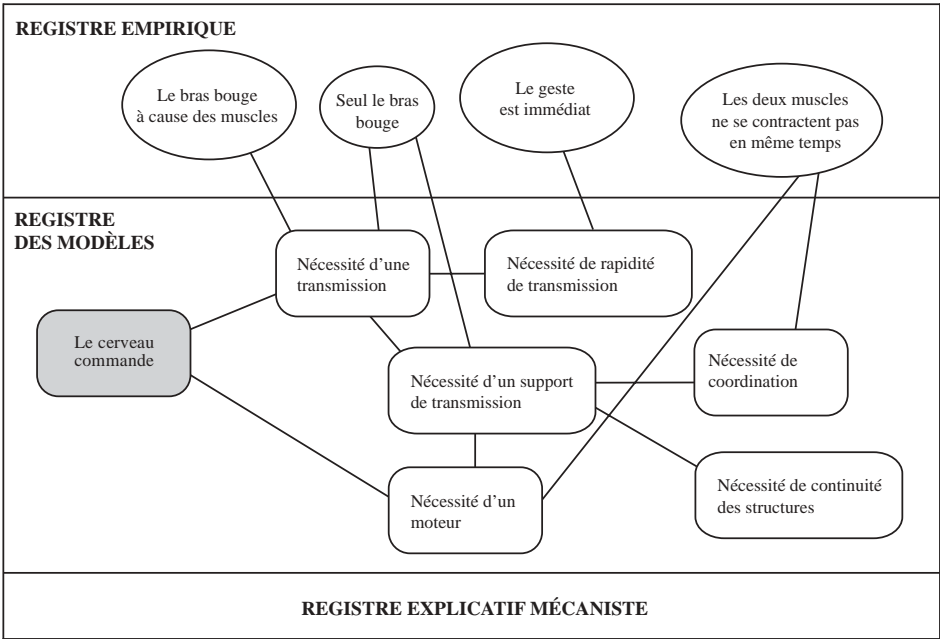 REGISTRE EMPIRIQUE
Le bras bouge
à cause des muscles
Seul le bras
bouge
Le geste
est immédiat
Les deux muscles
ne se contractent pas
en même temps
REGISTRE
DES MODÈLES
Nécessité d’une
transmission
Nécessité de rapidité
de transmission
Le cerveau
commande
Nécessité d’un support
de transmission
Nécessité de
coordination
Nécessité d’un
moteur
Nécessité de continuité
des structures
REGISTRE EXPLICATIF MÉCANISTE